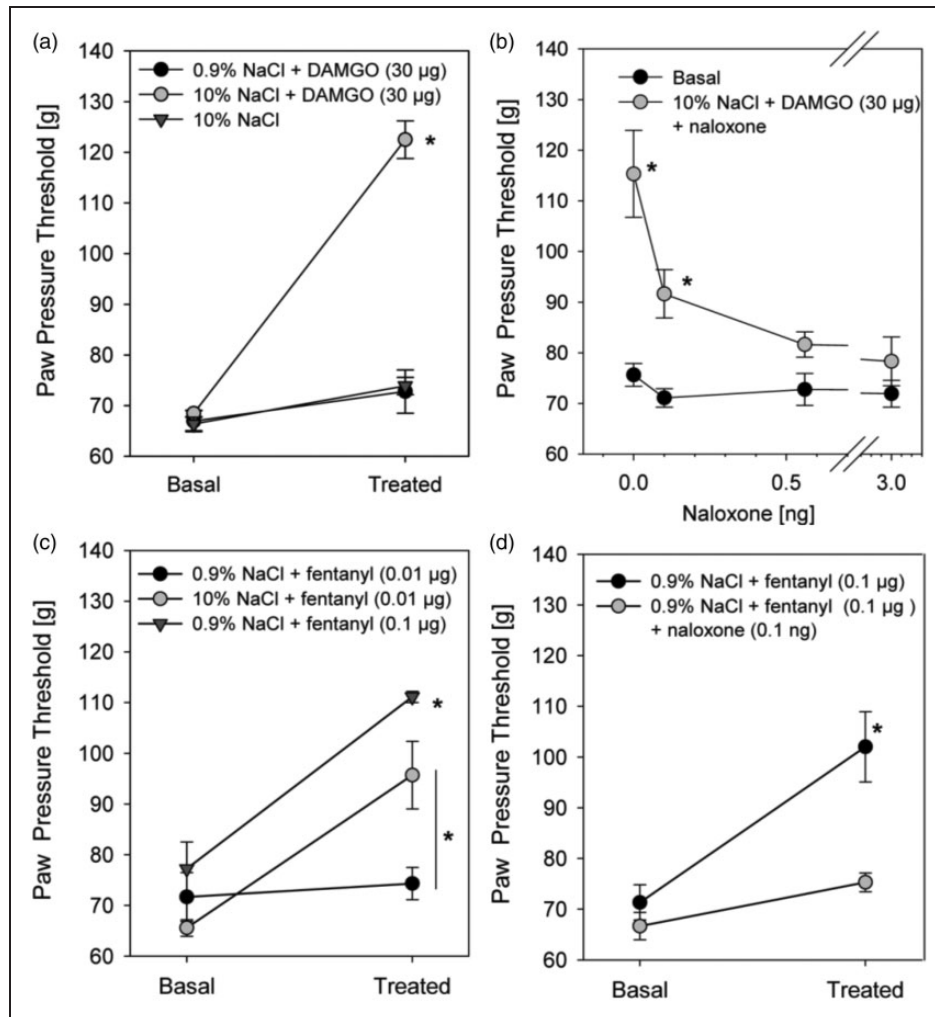 (a)
0.9% NaCl + DAMGO (30 µg)
10% NaCl + DAMGO (30 µg)
10% NaCl
Paw Pressure Threshold [g]
140
130
120
110
100
90
80
70
60
*
Basal
Treated
(b)
Basal
10% NaCl + DAMGO (30 µg)
+ naloxone
Paw Pressure Threshold [g]
140
130
120
110
100
90
80
70
60
*
*
0.0
0.5
3.0
Naloxone [ng]
(c)
0.9% NaCl + fentanyl (0.01 µg)
10% NaCl + fentanyl (0.01 µg)
0.9% NaCl + fentanyl (0.1 µg)
Paw Pressure Threshold [g]
140
130
120
110
100
90
80
70
60
*
*
Basal
Treated
(d)
0.9% NaCl + fentanyl (0.1 µg)
0.9% NaCl + fentanyl (0.1 µg )
+ naloxone (0.1 ng)
Paw Pressure Threshold [g]
140
130
120
110
100
90
80
70
60
*
Basal
Treated